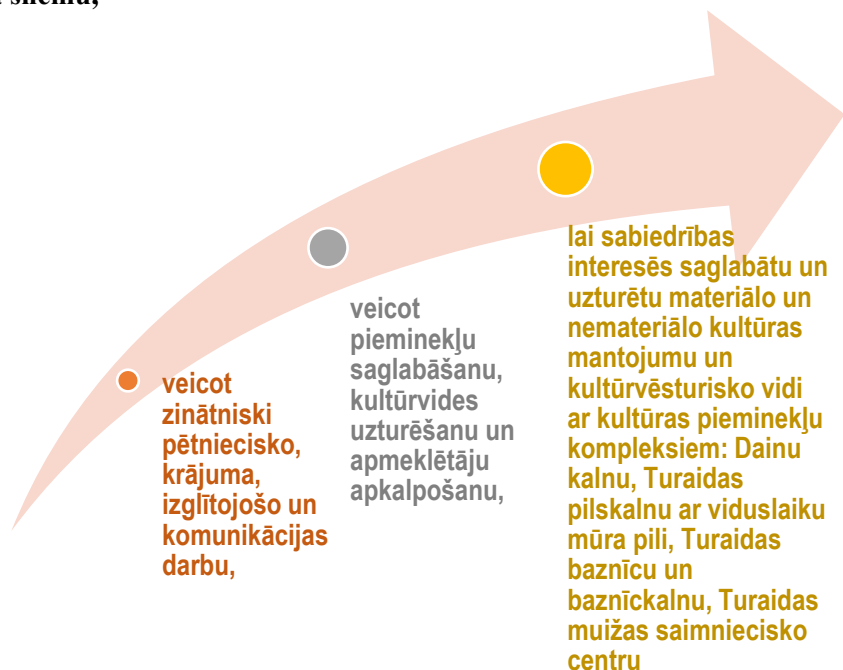 veicot
zinātniski
pētniecisko,
krājuma,
izglītojošo un
komunikācijas
darbu,
veicot
pieminekļu
saglabāšanu,
kultūrvides
uzturēšanu un
apmeklētāju
apkalpošanu,
lai sabiedrības
interesēs saglabātu un
uzturētu materiālo un
nemateriālo kultūras
mantojumu un
kultūrvēsturisko vidi
ar kultūras pieminekļu
kompleksiem: Dainu
kalnu, Turaidas
pilskalnu ar viduslaiku
mūra pili, Turaidas
baznīcu un
baznīckalnu, Turaidas
muižas saimniecisko
centru